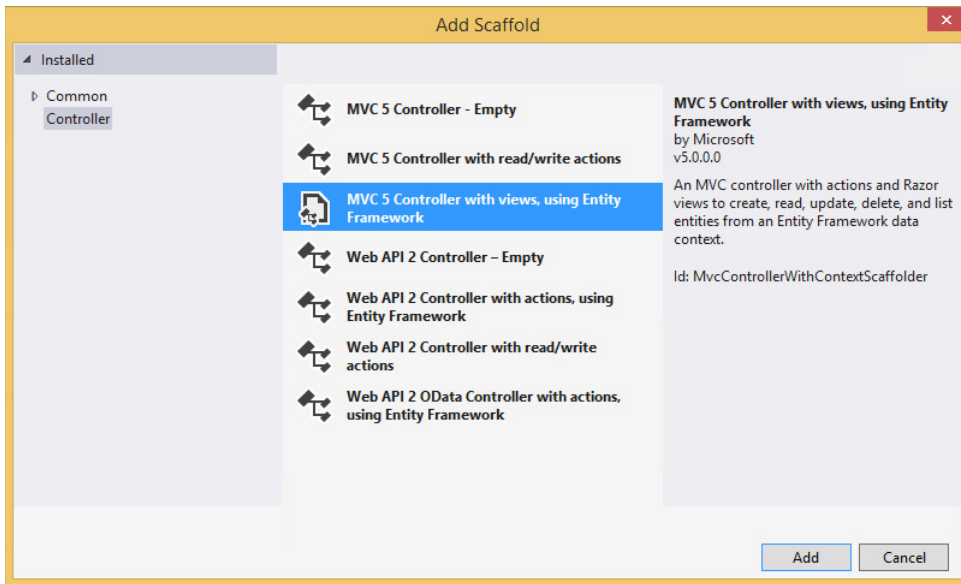 Add Scaffold
Installed
Common
Controller
MVC 5 Controller - Empty
MVC 5 Controller with read/write actions
MVC 5 Controller with views, using Entity
Framework
Web API 2 Controller – Empty
Web API 2 Controller with actions, using
Entity Framework
Web API 2 Controller with read/write
actions
Web API 2 OData Controller with actions,
using Entity Framework
MVC 5 Controller with views, using Entity
Framework
by Microsoft
v5.0.0.0
An MVC controller with actions and Razor
views to create, read, update, delete, and list
entities from an Entity Framework data
context.
Id: MvcControllerWithContextScaffolder
Add
Cancel